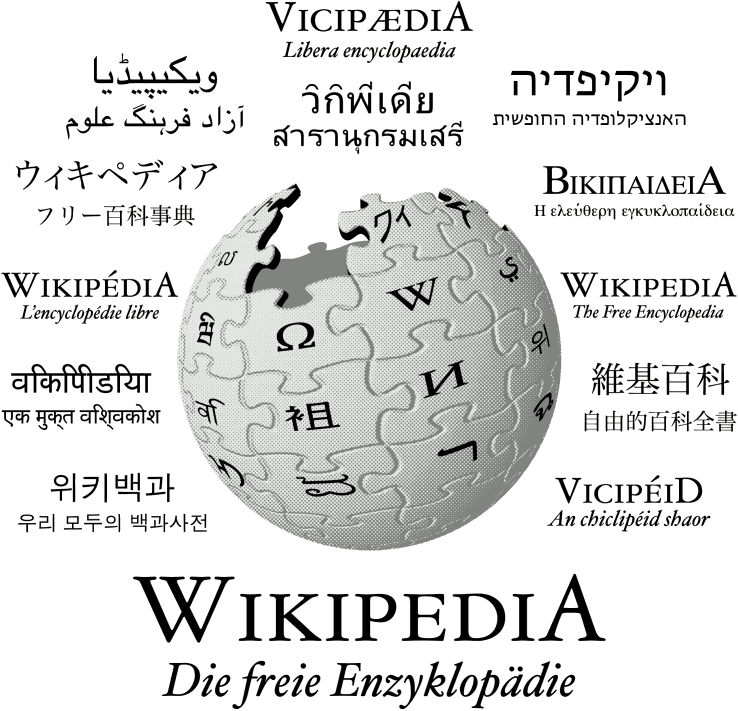 VICIPÆDIA
Libera encyclopaedia
ویکیپیڈیا
آزاد فرہنگ علوم
วิกิพีเดีย
สารานุกรมเสรี
ויקיפדיה
האנציקלופדיה החופשית
ウィキペディア
フリー百科事典
ΒΙΚΙΠΑΙΔΕΙΑ
Η ελεύθερη εγκυκλοπαίδεια
WIKIPÉDIA
L'encyclopédie libre
WIKIPEDIA
The Free Encyclopedia
विकिपीडिया
एक मुक्त विश्वकोश
維基百科
自由的百科全書
위키백과
우리 모두의 백과사전
VICIPÉID
An chiclipéid shaor
ワィ
W
Ω
위
И
祖
WIKIPEDIA
Die freie Enzyklopädie